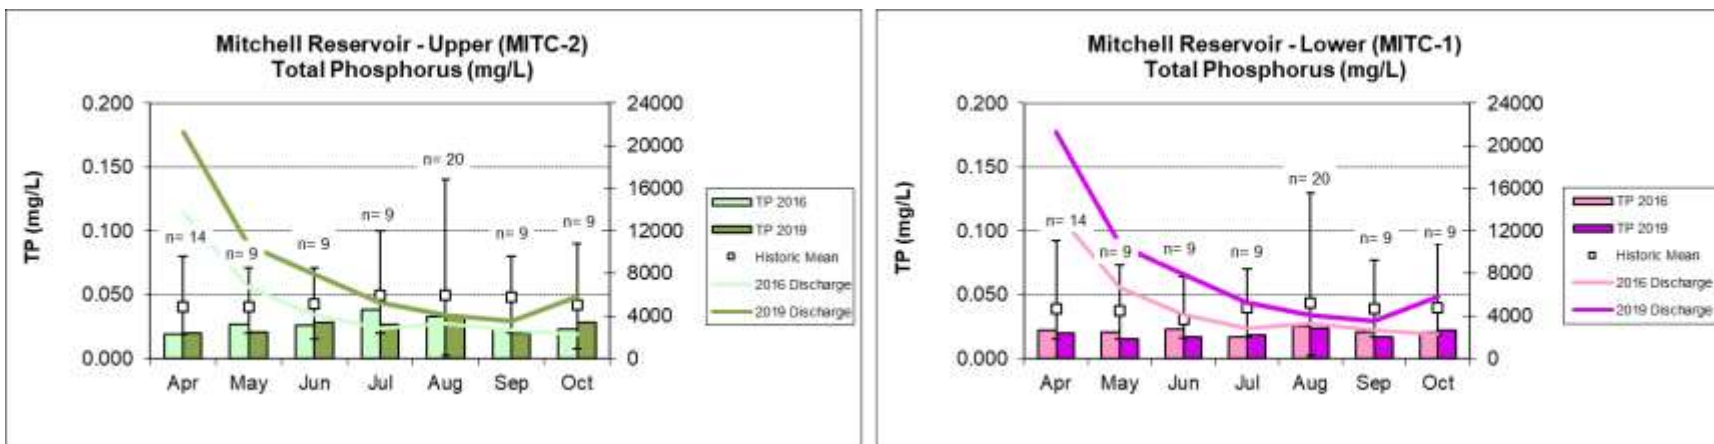 Mitchell Reservoir - Upper (MITC-2)
Total Phosphorus (mg/L)
TP (mg/L)
0.200
0.150
0.100
0.050
0.000
24000
20000
16000
12000
8000
4000
0
n= 14
n= 9
n= 9
n= 9
n= 20
n= 9
n= 9
Apr
May
Jun
Jul
Aug
Sep
Oct
TP 2016
TP 2019
Historic Mean
2016 Discharge
2019 Discharge
Mitchell Reservoir - Lower (MITC-1)
Total Phosphorus (mg/L)
TP (mg/L)
0.200
0.150
0.100
0.050
0.000
24000
20000
16000
12000
8000
4000
0
n= 14
n= 9
n= 9
n= 9
n= 20
n= 9
n= 9
Apr
May
Jun
Jul
Aug
Sep
Oct
TP 2016
TP 2019
Historic Mean
2016 Discharge
2019 Discharge